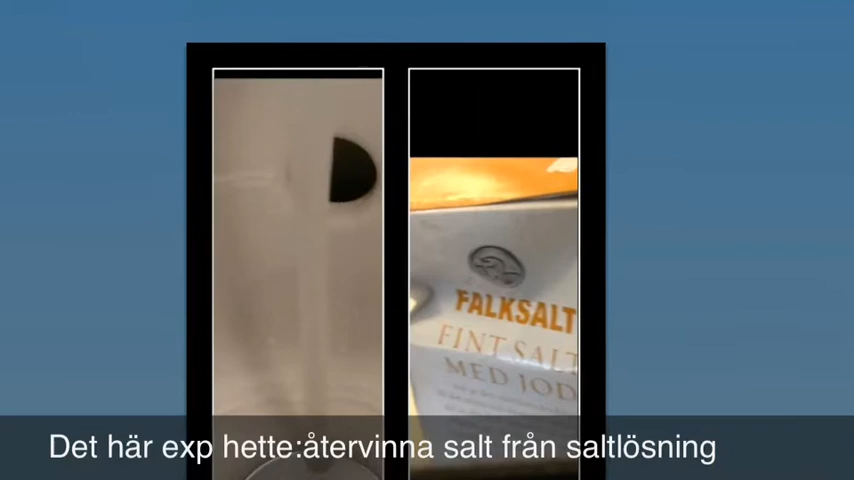 FALKSALT
FINT SALT
MED JOD
Det här exp hette:återvinna salt från saltlösning